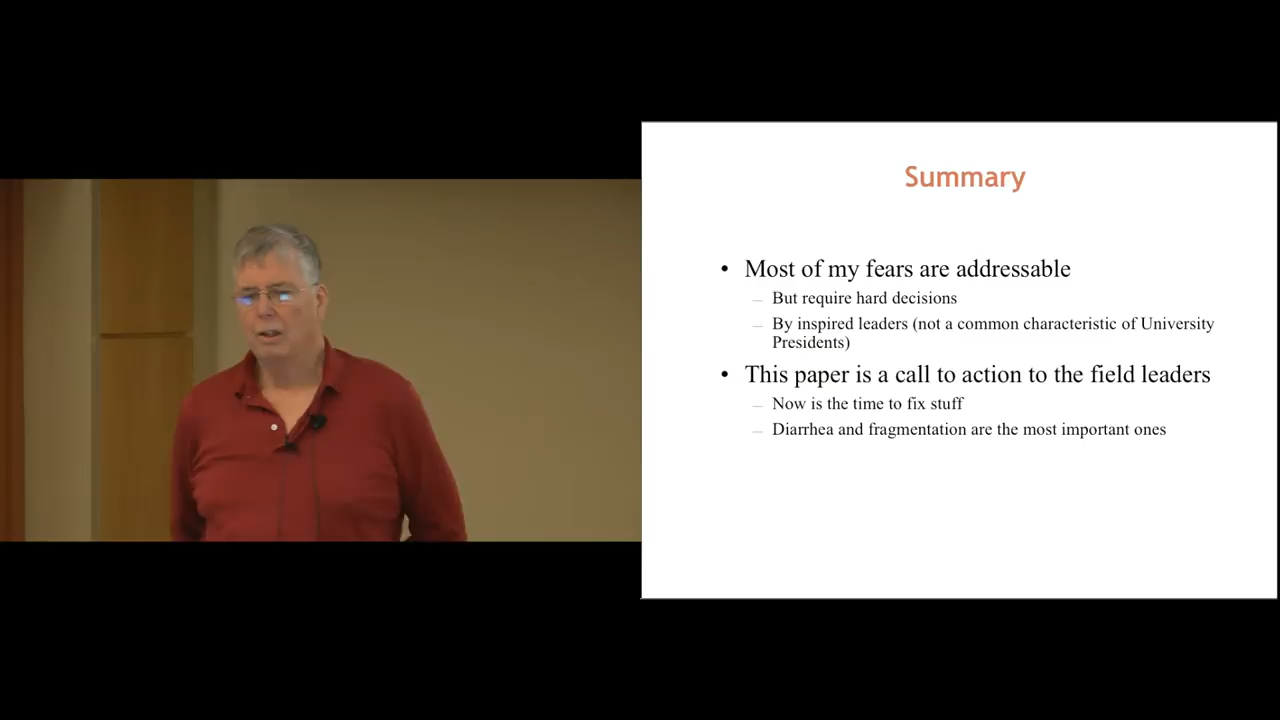 Summary
• Most of my fears are addressable
— But require hard decisions
— By inspired leaders (not a common characteristic of University
Presidents)
• This paper is a call to action to the field leaders
— Now is the time to fix stuff
— Diarrhea and fragmentation are the most important ones